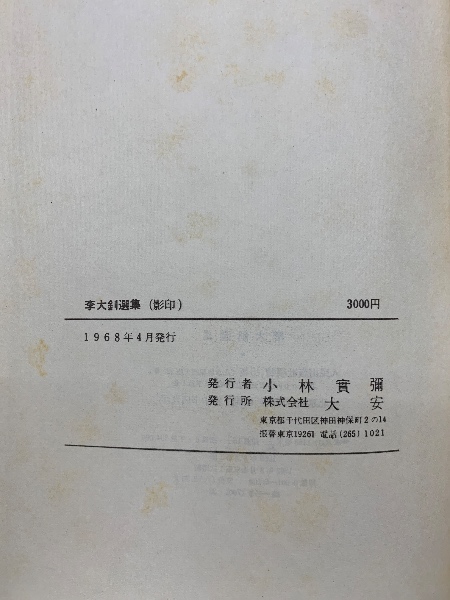 李大釗選集（影印） 3000円
1968年4月発行
発行者 小林實彌
発行所 株式会社 大安
東京都千代田区神田神保町2の14
振替東京19261 電話(265)1021